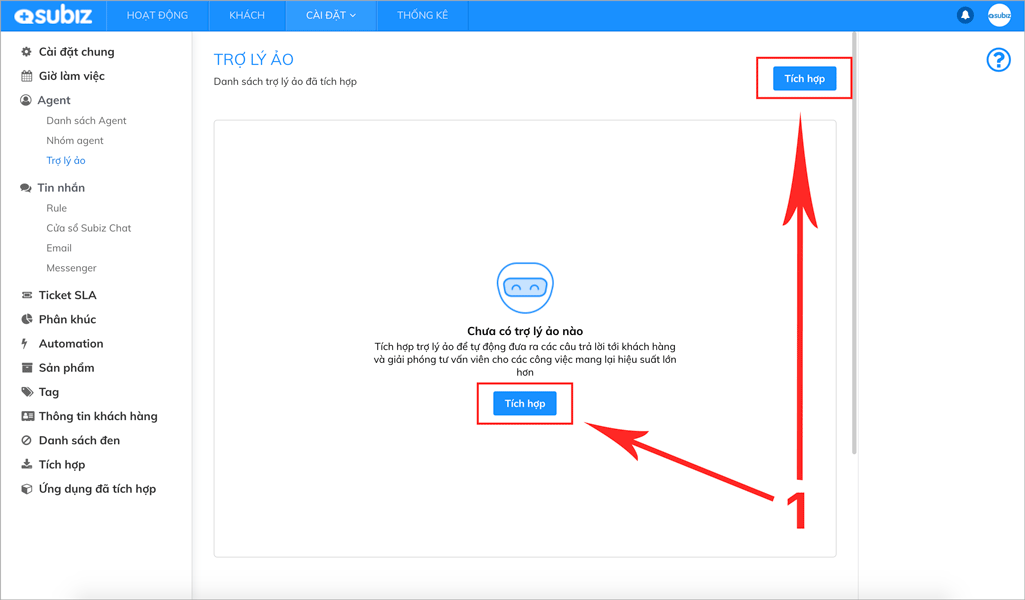 subiz
HOẠT ĐỘNG
KHÁCH
CÀI ĐẶT
THỐNG KÊ
subiz
Cài đặt chung
Giờ làm việc
Agent
Danh sách Agent
Nhóm agent
Trợ lý ảo
Tin nhắn
Rule
Cửa sổ Subiz Chat
Email
Messenger
Ticket SLA
Phân khúc
Automation
Sản phẩm
Tag
Thông tin khách hàng
Danh sách đen
Tích hợp
Ứng dụng đã tích hợp
TRỢ LÝ ẢO
Danh sách trợ lý ảo đã tích hợp
Tích hợp
?
Chưa có trợ lý ảo nào
Tích hợp trợ lý ảo để tự động đưa ra các câu trả lời tới khách hàng
và giải phóng tư vấn viên cho các công việc mang lại hiệu suất lớn
hơn
Tích hợp
1